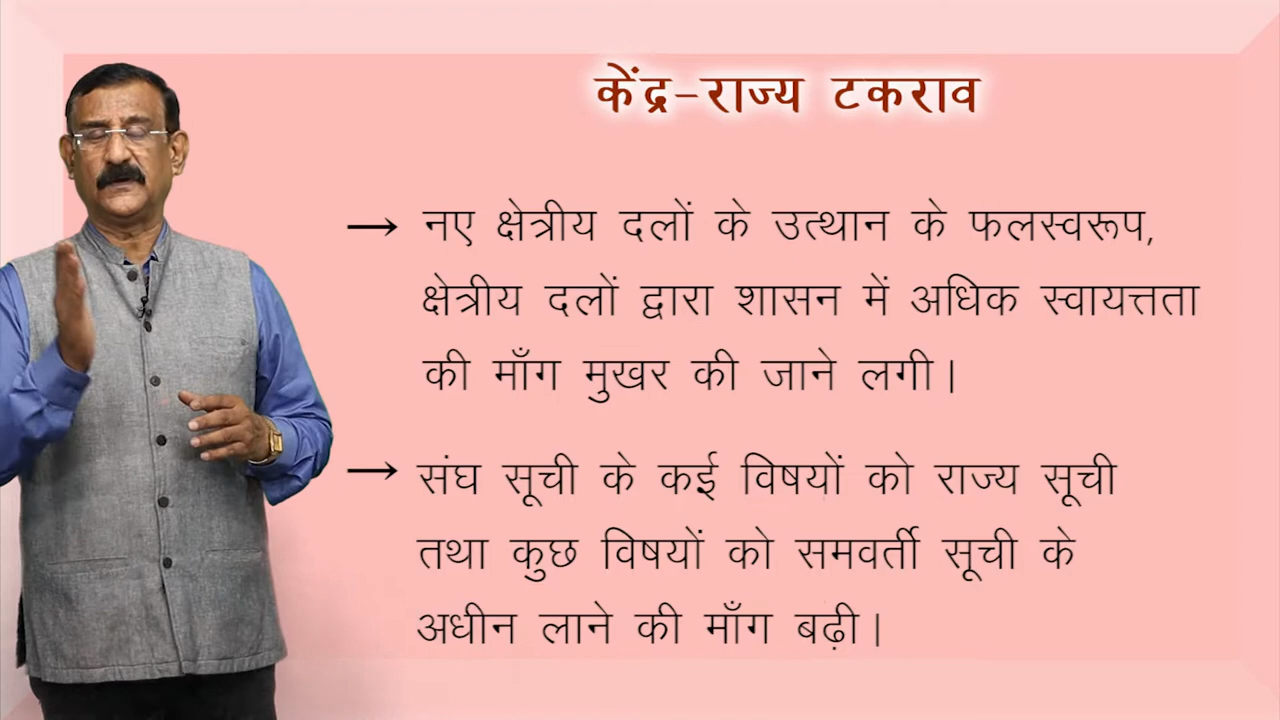 केंद्र-राज्य टकराव
→ नए क्षेत्रीय दलों के उत्थान के फलस्वरूप,
क्षेत्रीय दलों द्वारा शासन में अधिक स्वायत्तता
की माँग मुखर की जाने लगी।
→ संघ सूची के कई विषयों को राज्य सूची
तथा कुछ विषयों को समवर्ती सूची के
अधीन लाने की माँग बढ़ी।